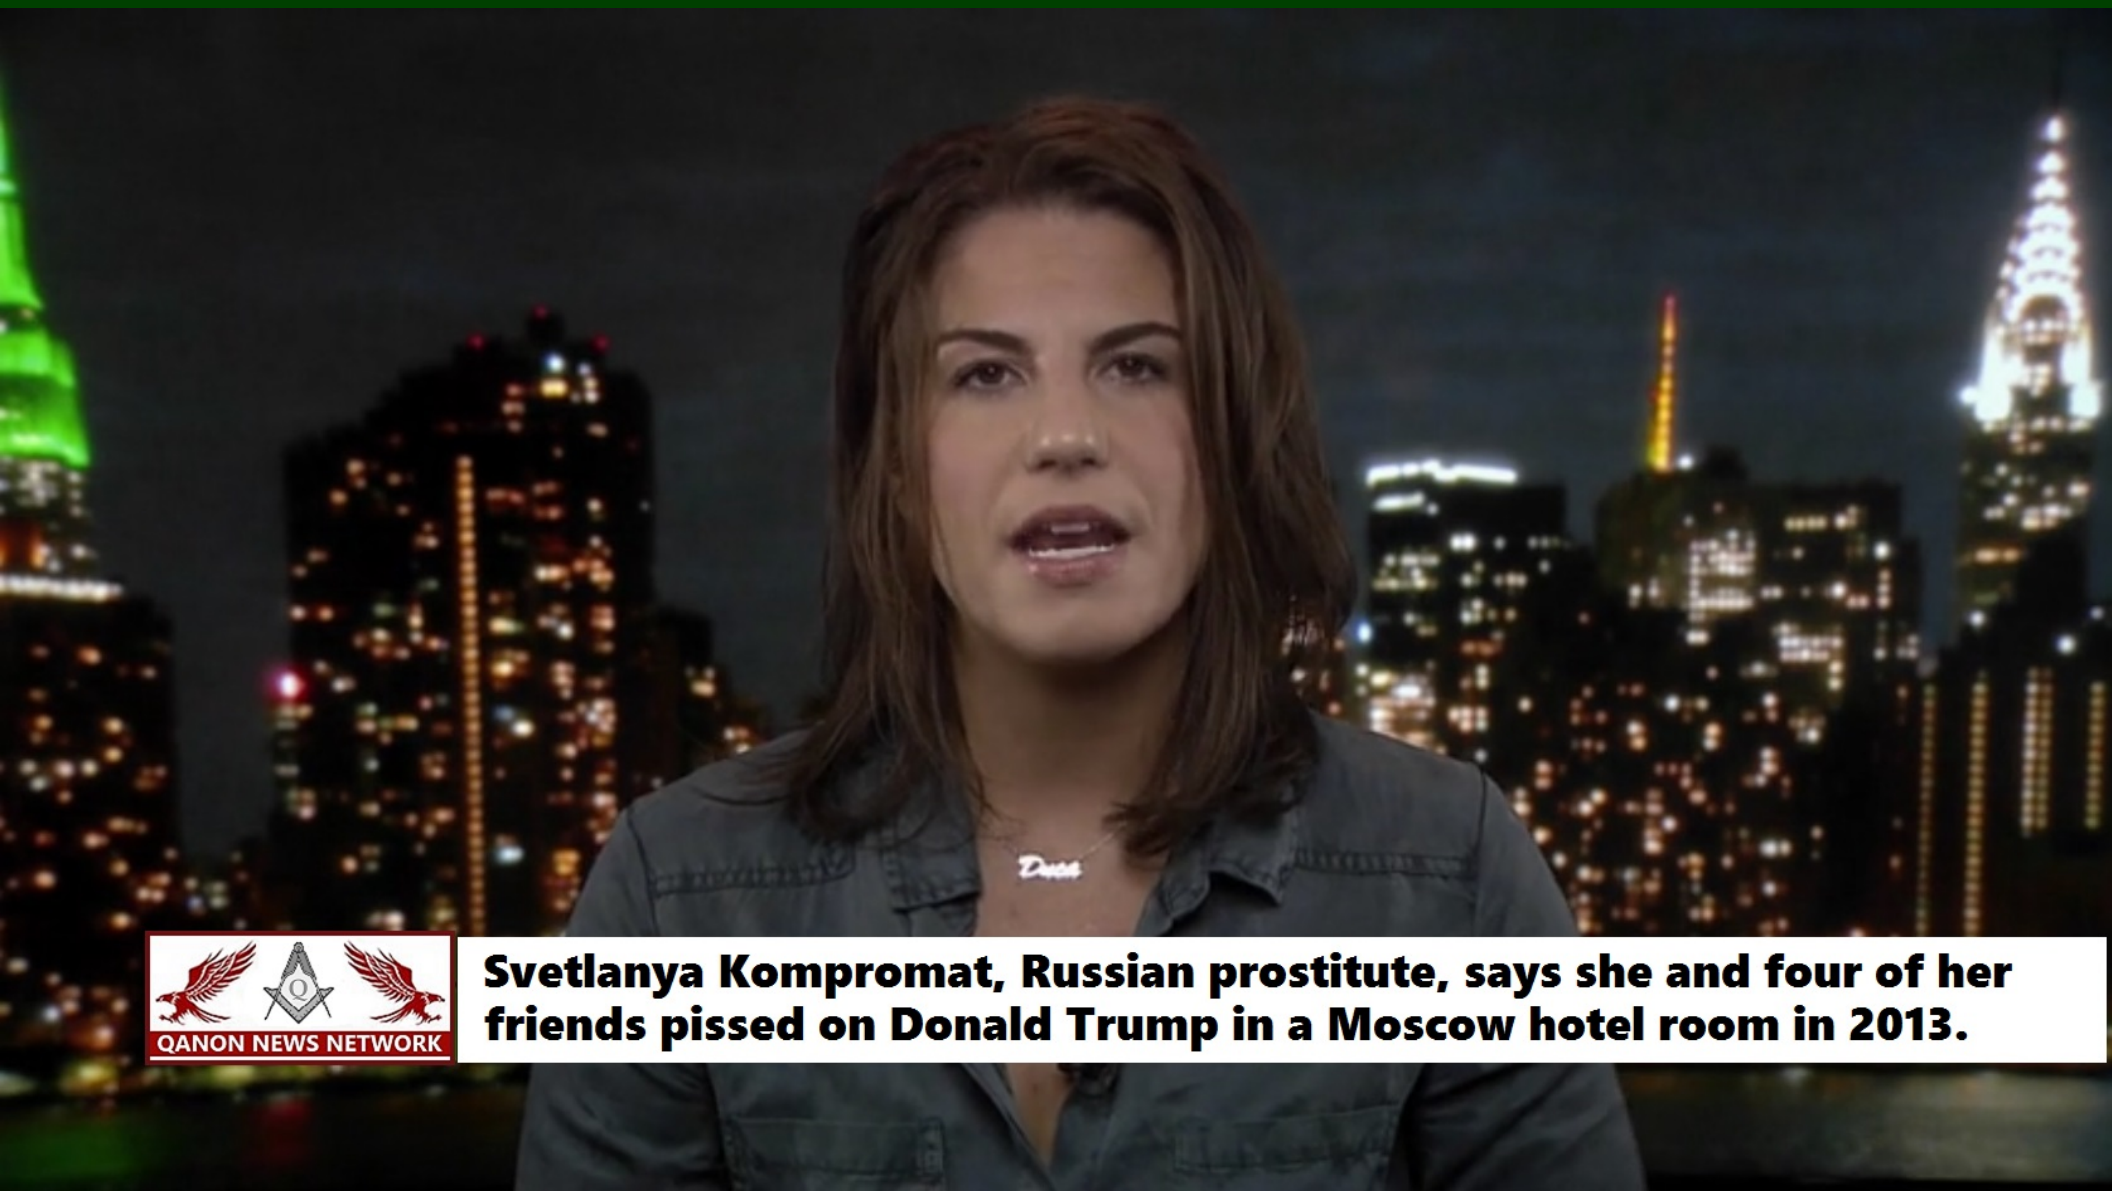 Duca
Q
QANON NEWS NETWORK
Svetlanya Kompromat, Russian prostitute, says she and four of her
friends pissed on Donald Trump in a Moscow hotel room in 2013.